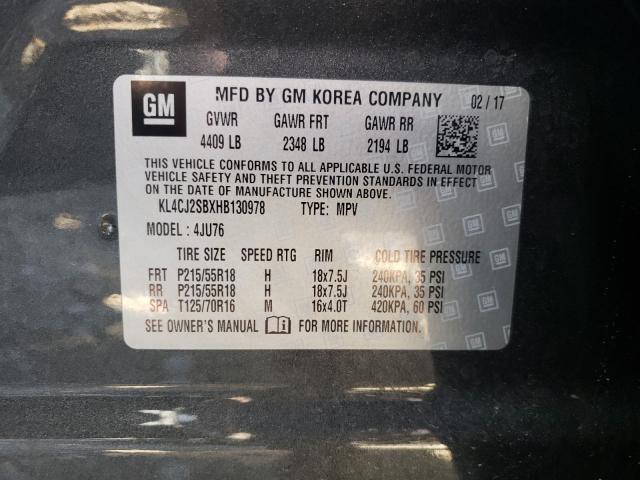 GM MFD BY GM KOREA COMPANY 02 / 17
GVWR GAWR FRT GAWR RR
4409 LB 2348 LB 2194 LB
THIS VEHICLE CONFORMS TO ALL APPLICABLE U.S. FEDERAL MOTOR
VEHICLE SAFETY AND THEFT PREVENTION STANDARDS IN EFFECT
ON THE DATE OF MANUFACTURE SHOWN ABOVE.
KL4CJ2SBXHB130978 TYPE: MPV
MODEL : 4JU76
TIRE SIZE SPEED RTG RIM COLD TIRE PRESSURE
FRT P215/55R18 H 18x7.5J 240KPA, 35 PSI
RR P215/55R18 H 18x7.5J 240KPA, 35 PSI
SPA T125/70R16 M 16x4.0T 420KPA, 60 PSI
SEE OWNER'S MANUAL FOR MORE INFORMATION.